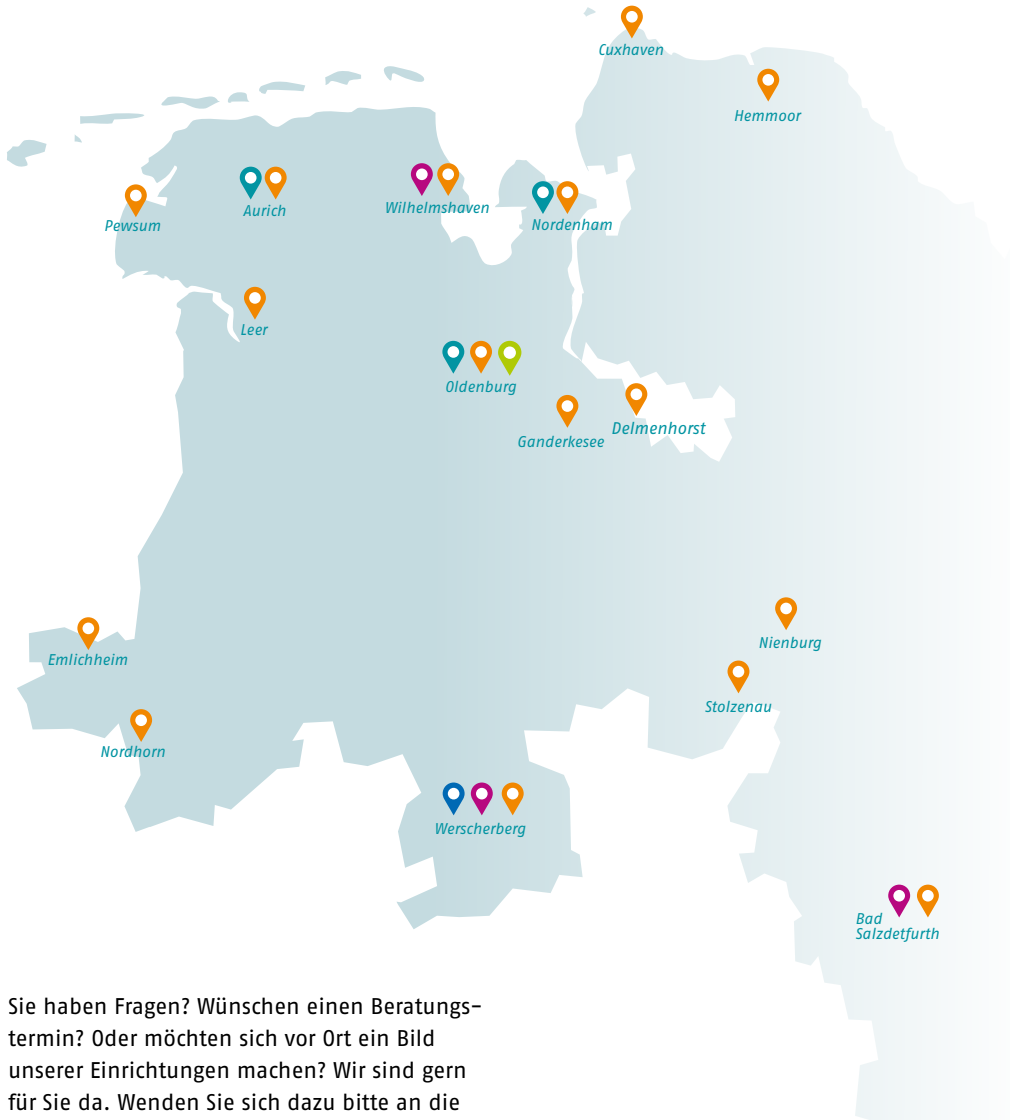 Cuxhaven
Hemmoor
Wilhelmshaven
Aurich
Pewsum
Nordenham
Leer
Oldenburg
Ganderkesee
Delmenhorst
Nienburg
Emlichheim
Stolzenau
Nordhorn
Werscherberg
Bad
Salzdetfurth
Sie haben Fragen? Wünschen einen Beratungs-
termin? Oder möchten sich vor Ort ein Bild
unserer Einrichtungen machen? Wir sind gern
für Sie da. Wenden Sie sich dazu bitte an die